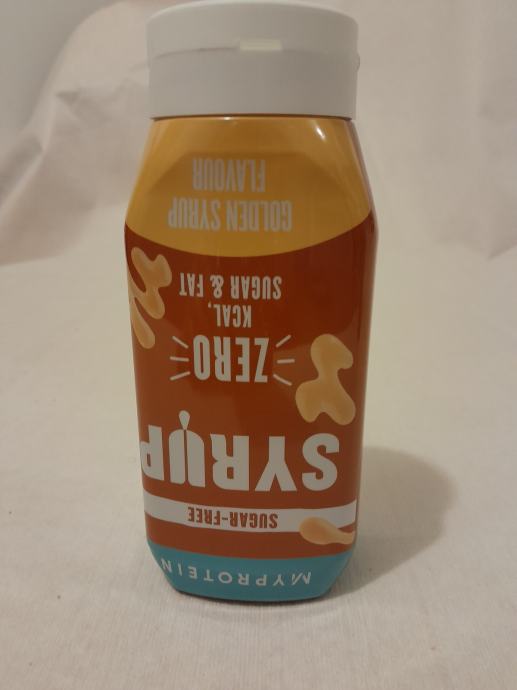 MYPROTEIN
SUGAR-FREE
SYRUP
ZERO
KCAL,
SUGAR & FAT
GOLDEN SYRUP
FLAVOUR